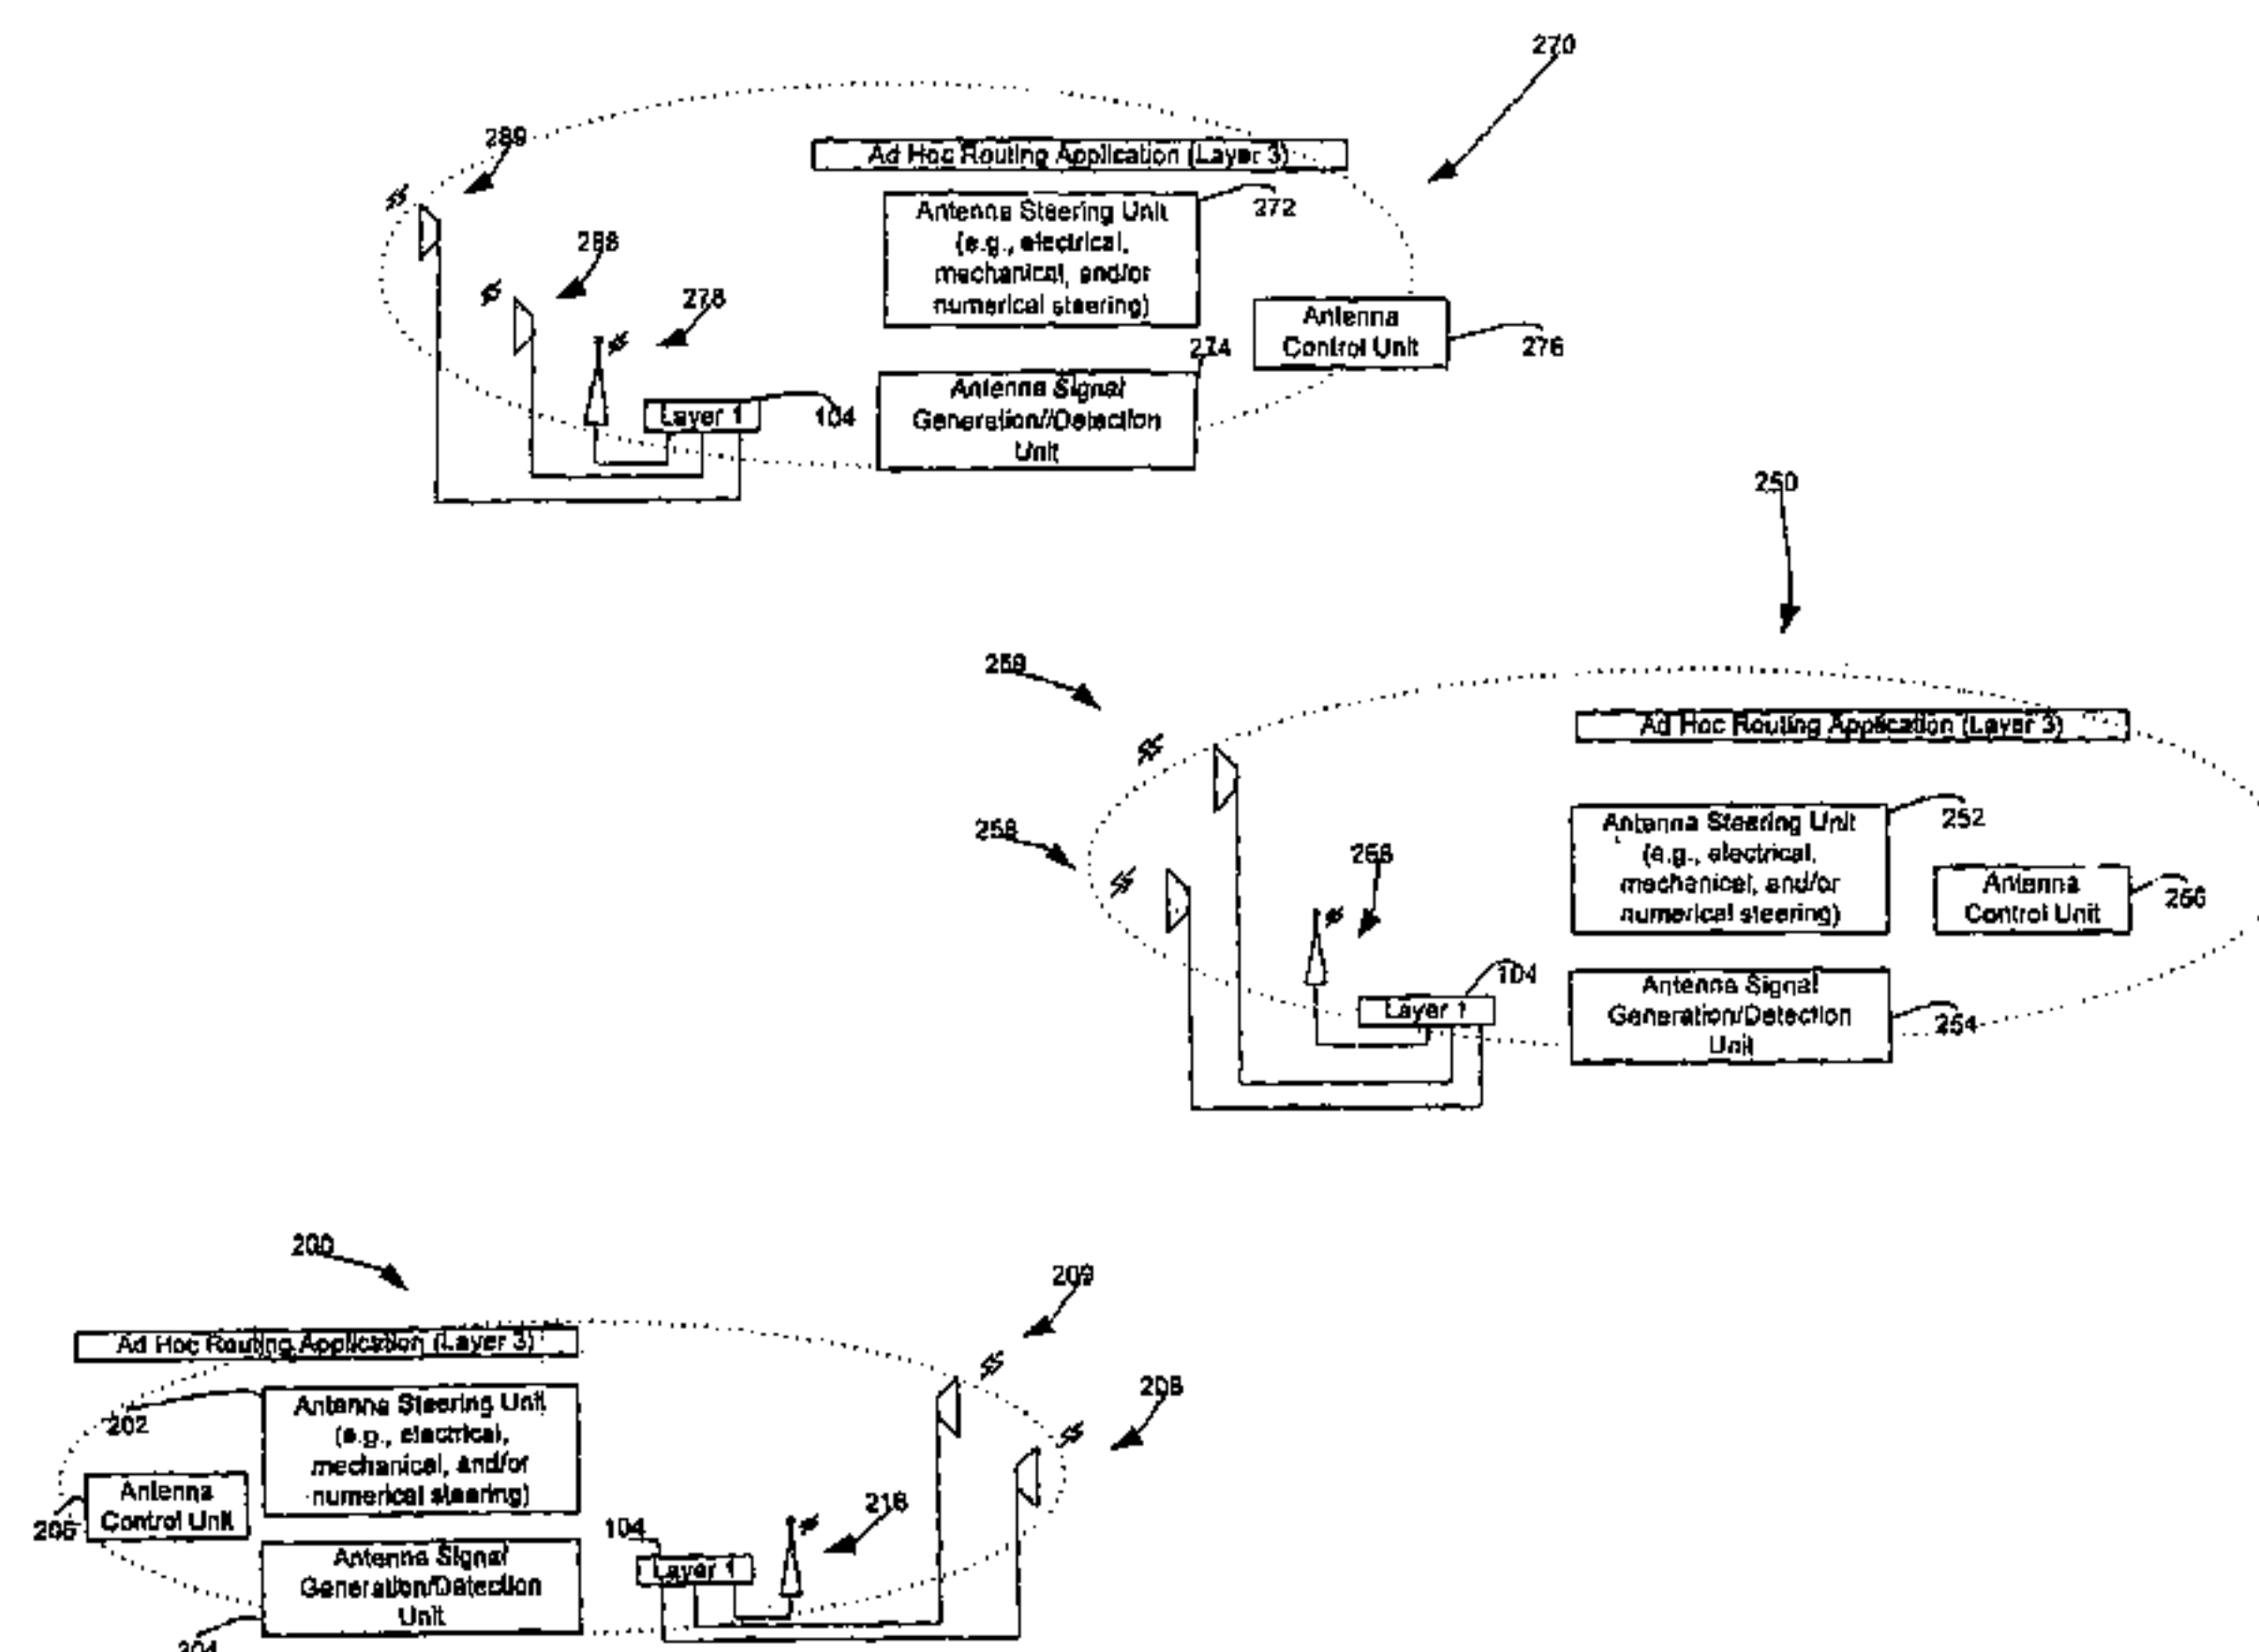 270
289
Ad Hoc Routing Application (Layer 3)
Antenna Steering Unit
(e.g., electrical,
mechanical, and/or
numerical steering)
272
288
278
Antenna
Control Unit
276
274
Layer 1
104
Antenna Signal
Generation//Detection
Unit
250
259
Ad Hoc Routing Application (Layer 3)
258
Antenna Steering Unit
(e.g., electrical,
mechanical, and/or
numerical steering)
252
268
Antenna
Control Unit
256
104
Layer 1
Antenna Signal
Generation/Detection
Unit
254
200
209
Ad Hoc Routing Application (Layer 3)
208
202
Antenna Steering Unit
(e.g., electrical,
mechanical, and/or
numerical steering)
Antenna
Control Unit
206
218
104
Layer 1
Antenna Signal
Generation/Detection
Unit
204